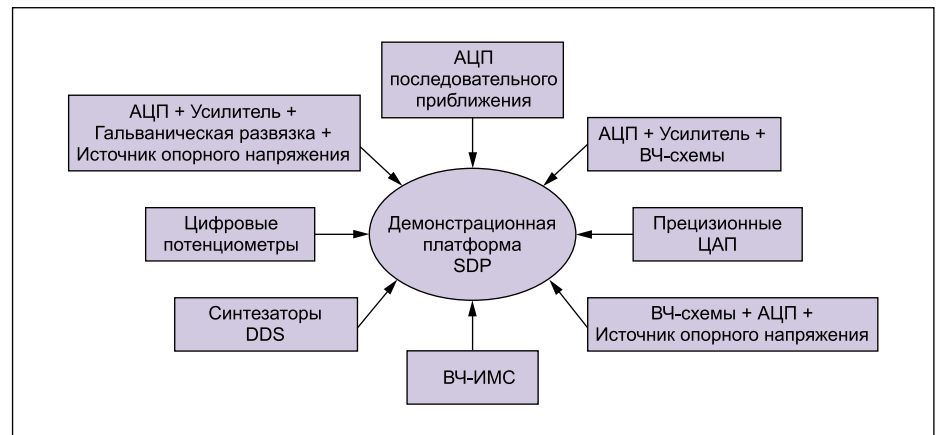 АЦП
последовательного
приближения
АЦП + Усилитель +
Гальваническая развязка +
Источник опорного напряжения
АЦП + Усилитель +
ВЧ-схемы
Цифровые
потенциометры
Демонстрационная
платформа
SDP
Прецизионные
ЦАП
Синтезаторы
DDS
ВЧ-схемы + АЦП +
Источник опорного напряжения
ВЧ-ИМС